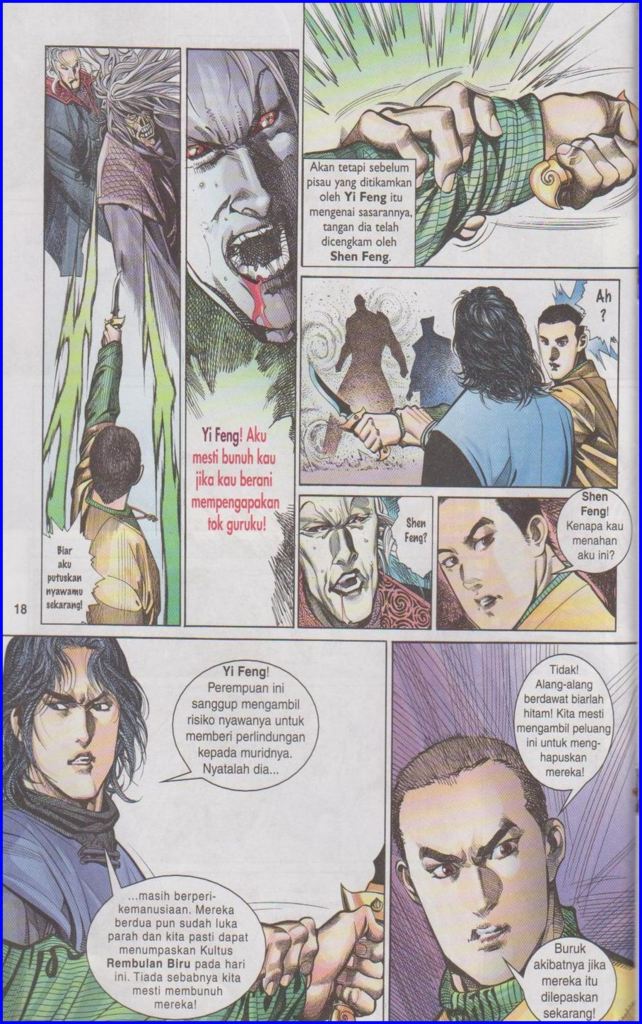 Biar
aku
putuskan
nyawamu
sekarang!
Yi Feng! Aku
mesti bunuh kau
jika kau berani
mempengapakan
tok guruku!
Akan tetapi sebelum
pisau yang ditikamkan
oleh Yi Feng itu
mengenai sasarannya,
tangan dia telah
dicengkam oleh
Shen Feng.
Ah
?
Shen
Feng?
Shen
Feng!
Kenapa kau
menahan
aku ini?
18
Yi Feng!
Perempuan ini
sanggup mengambil
risiko nyawanya untuk
memberi perlindungan
kepada muridnya.
Nyatalah dia...
...masih berperi-
kemanusiaan. Mereka
berdua pun sudah luka
parah dan kita pasti dapat
menumpaskan Kultus
Rembulan Biru pada hari
ini. Tiada sebabnya kita
mesti membunuh
mereka!
Tidak!
Alang-alang
berdawat biarlah
hitam! Kita mesti
mengambil peluang
ini untuk meng-
hapuskan
mereka!
Buruk
akibatnya jika
mereka itu
dilepaskan
sekarang!